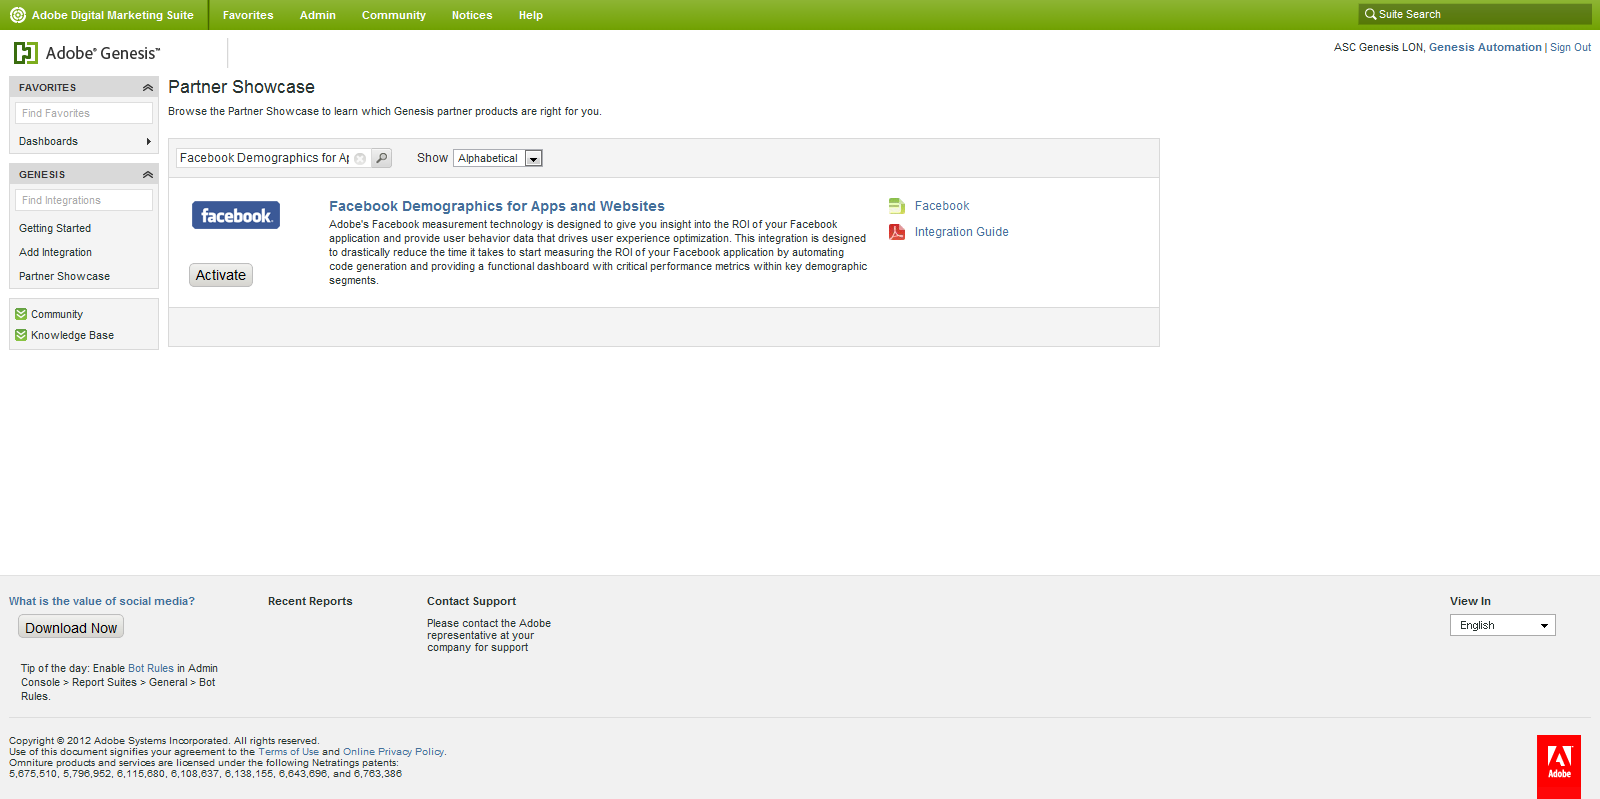 Adobe Digital Marketing Suite
Favorites
Admin
Community
Notices
Help
Suite Search
Adobe® Genesis™
ASC Genesis LON, Genesis Automation | Sign Out
FAVORITES
Find Favorites
Dashboards
GENESIS
Find Integrations
Getting Started
Add Integration
Partner Showcase
Community
Knowledge Base
Partner Showcase
Browse the Partner Showcase to learn which Genesis partner products are right for you.
Facebook Demographics for Ap
Show
Alphabetical
facebook.
Activate
Facebook Demographics for Apps and Websites
Adobe's Facebook measurement technology is designed to give you insight into the ROI of your Facebook
application and provide user behavior data that drives user experience optimization. This integration is designed
to drastically reduce the time it takes to start measuring the ROI of your Facebook application by automating
code generation and providing a functional dashboard with critical performance metrics within key demographic
segments.
Facebook
Integration Guide
What is the value of social media?
Download Now
Tip of the day: Enable Bot Rules in Admin
Console > Report Suites > General > Bot
Rules.
Recent Reports
Contact Support
Please contact the Adobe
representative at your
company for support
View In
English
Copyright © 2012 Adobe Systems Incorporated. All rights reserved.
Use of this document signifies your agreement to the Terms of Use and Online Privacy Policy.
Omniture products and services are licensed under the following Netratings patents:
5,675,510, 5,796,952, 6,115,680, 6,108,637, 6,138,155, 6,643,696, and 6,763,386
Adobe